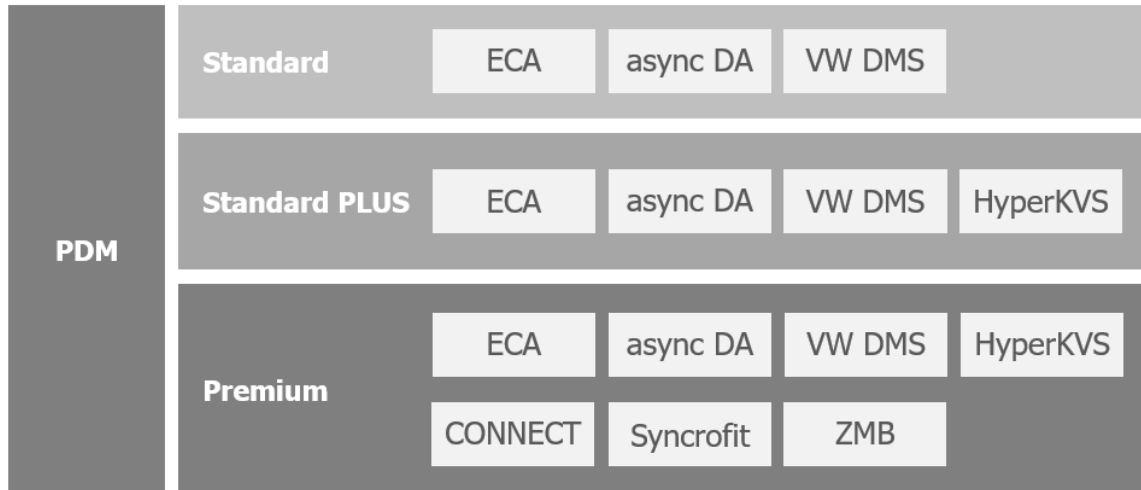 PDM
Standard
ECA
async DA
VW DMS
Standard PLUS
ECA
async DA
VW DMS
HyperKVS
Premium
ECA
async DA
VW DMS
HyperKVS
CONNECT
Syncrofit
ZMB